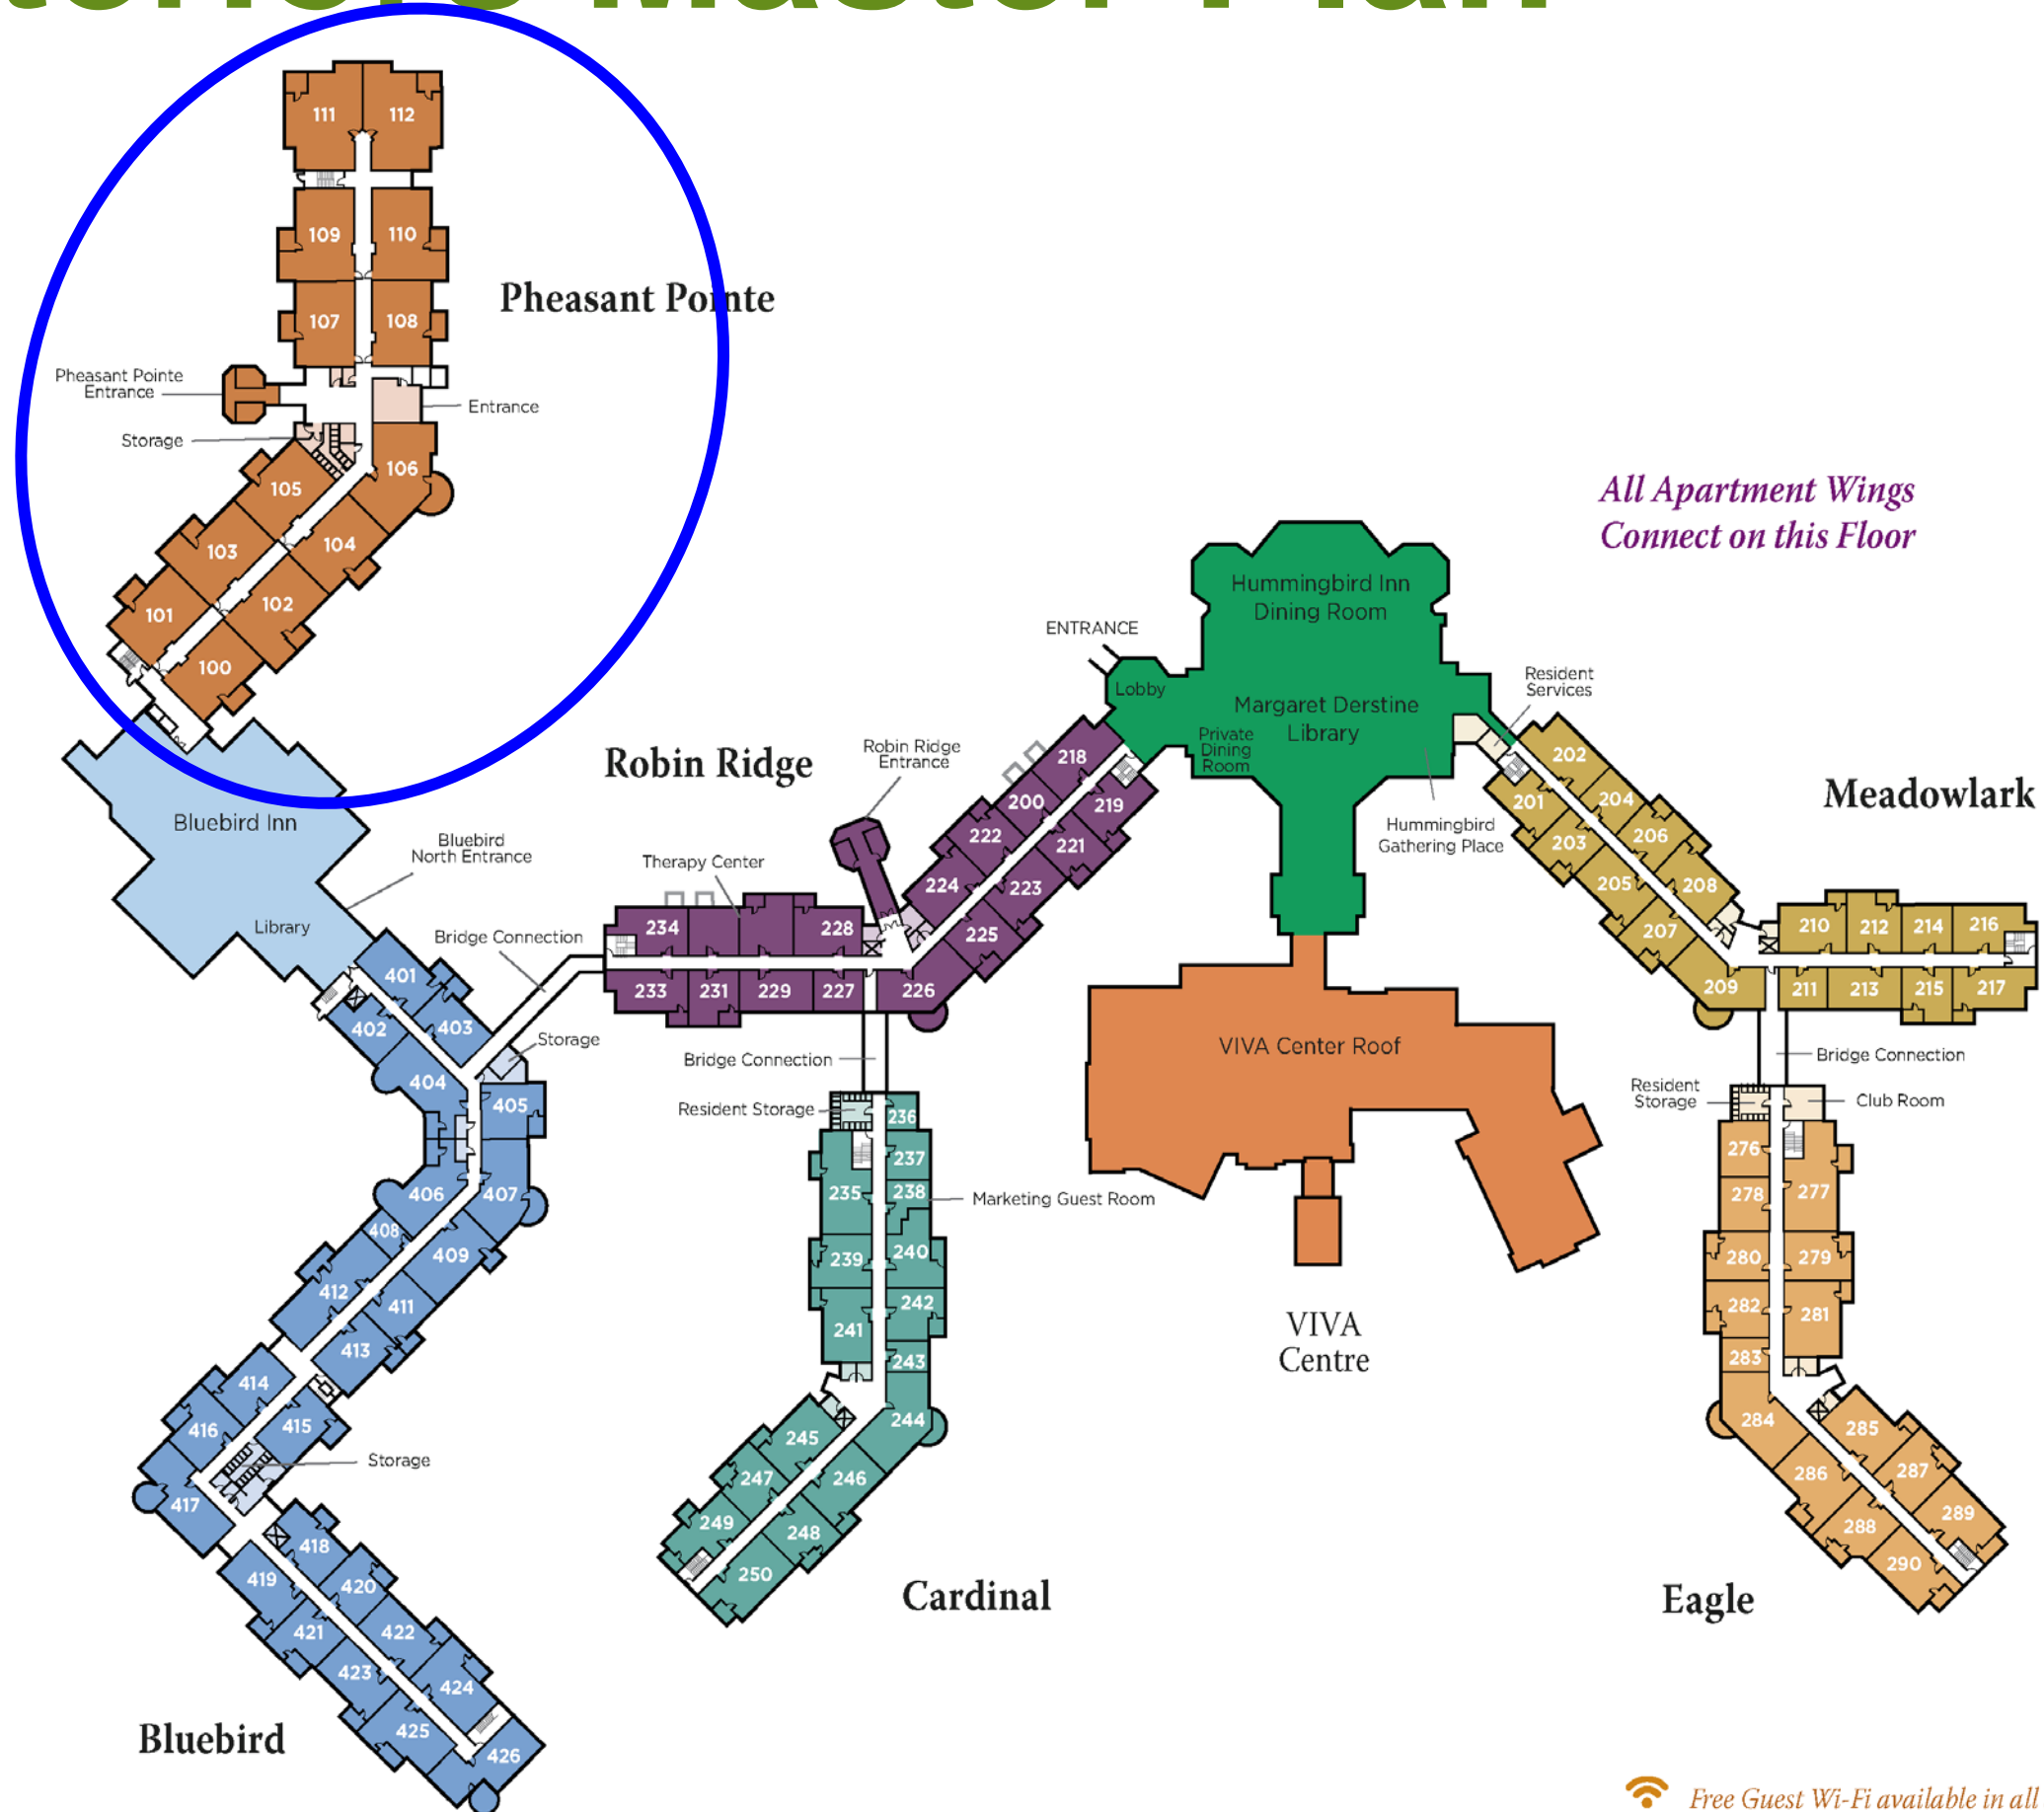 111
112
109
110
Pheasant Pointe
107
108
Pheasant Pointe
Entrance
Entrance
Storage
106
105
104
103
102
101
100
All Apartment Wings
Connect on this Floor
Hummingbird Inn
Dining Room
ENTRANCE
Lobby
Margaret Derstine
Library
Private
Dining
Room
Resident
Services
Hummingbird
Gathering Place
Robin Ridge
Robin Ridge
Entrance
218
200
219
222
221
224
223
225
Therapy Center
234
228
233
231
229
227
226
Bridge Connection
Bridge Connection
Meadowlark
202
201
204
203
206
205
208
207
209
210
212
214
216
211
213
215
217
Bridge Connection
Bluebird Inn
Bluebird
North Entrance
Library
401
402
403
Storage
404
405
406
407
408
409
412
411
413
414
416
415
Storage
417
418
419
420
421
422
423
424
425
426
Bluebird
Resident Storage
236
237
235
238
Marketing Guest Room
239
240
242
241
243
244
245
247
246
249
248
250
Cardinal
VIVA Center Roof
VIVA
Centre
Resident
Storage
Club Room
276
278
277
280
279
282
281
283
284
285
286
287
288
289
290
Eagle
Free Guest Wi-Fi available in all